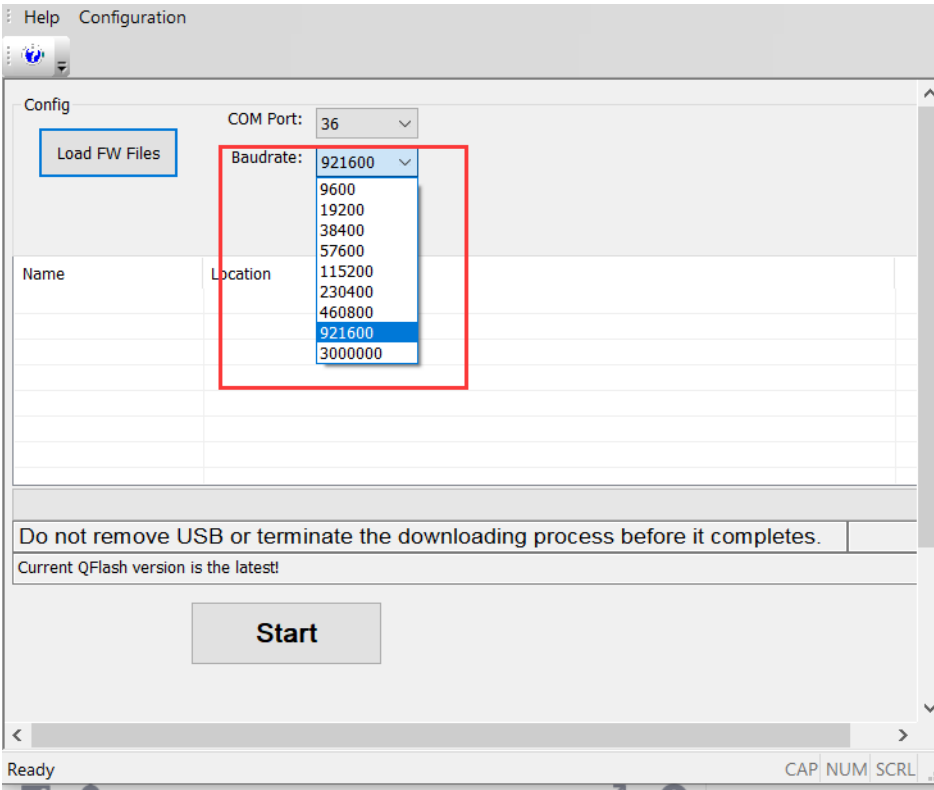 Help Configuration
Config
COM Port: 36
Load FW Files
Baudrate: 921600
9600
19200
38400
57600
115200
230400
460800
921600
3000000
Name Location
Do not remove USB or terminate the downloading process before it completes.
Current QFlash version is the latest!
Start
Ready CAP NUM SCRL